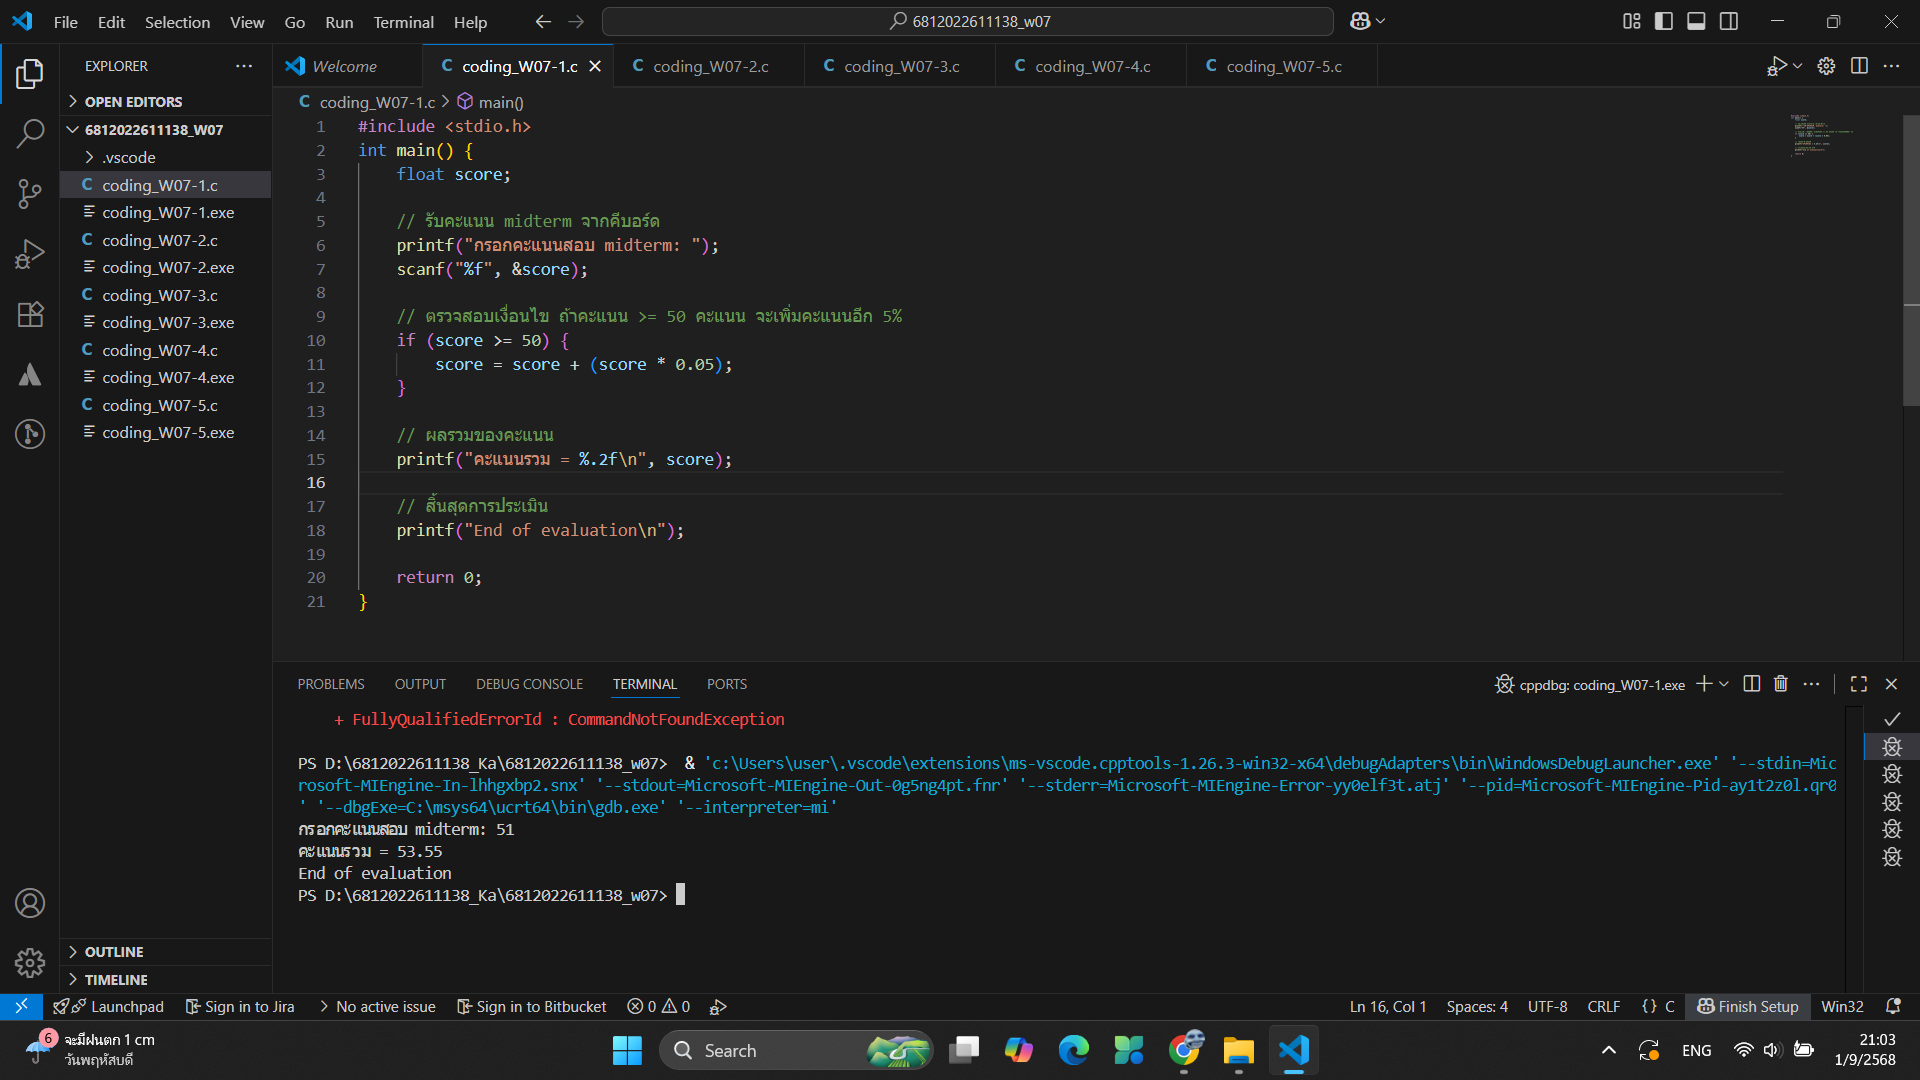 File Edit Selection View Go Run Terminal Help
6812022611138_w07
EXPLORER
Welcome
coding_W07-1.c
coding_W07-2.c
coding_W07-3.c
coding_W07-4.c
coding_W07-5.c
OPEN EDITORS
6812022611138_W07
.vscode
C coding_W07-1.c
coding_W07-1.exe
C coding_W07-2.c
coding_W07-2.exe
C coding_W07-3.c
coding_W07-3.exe
C coding_W07-4.c
coding_W07-4.exe
C coding_W07-5.c
coding_W07-5.exe
OUTLINE
TIMELINE
C coding_W07-1.c > main()
1 #include <stdio.h>
2 int main() {
3 float score;
4
5 // รับคะแนน midterm จากคีบอร์ด
6 printf("กรอกคะแนนสอบ midterm: ");
7 scanf("%f", &score);
8
9 // ตรวจสอบเงื่อนไข ถ้าคะแนน >= 50 คะแนน จะเพิ่มคะแนนอีก 5%
10 if (score >= 50) {
11 score = score + (score * 0.05);
12 }
13
14 // ผลรวมของคะแนน
15 printf("คะแนนรวม = %.2f\n", score);
16
17 // สิ้นสุดการประเมิน
18 printf("End of evaluation\n");
19
20 return 0;
21 }
PROBLEMS OUTPUT DEBUG CONSOLE TERMINAL PORTS
cppdbg: coding_W07-1.exe
+ FullyQualifiedErrorId : CommandNotFoundException
PS D:\6812022611138_Ka\6812022611138_w07> & 'c:\Users\user\.vscode\extensions\ms-vscode.cpptools-1.26.3-win32-x64\debugAdapters\bin\WindowsDebugLauncher.exe' '--stdin=Mic
rosoft-MIEngine-In-lhhgxbp2.snx' '--stdout=Microsoft-MIEngine-Out-0g5ng4pt.fnr' '--stderr=Microsoft-MIEngine-Error-yy0elf3t.atj' '--pid=Microsoft-MIEngine-Pid-ay1t2z0l.qr0
' '--dbgExe=C:\msys64\ucrt64\bin\gdb.exe' '--interpreter=mi'
กรอกคะแนนสอบ midterm: 51
คะแนนรวม = 53.55
End of evaluation
PS D:\6812022611138_Ka\6812022611138_w07>
Launchpad Sign in to Jira > No active issue Sign in to Bitbucket 0 0
Ln 16, Col 1 Spaces: 4 UTF-8 CRLF {} C Finish Setup Win32
6
จะมีฝนตก 1 cm
วันพฤหัสบดี
Search
ENG
21:03
1/9/2568